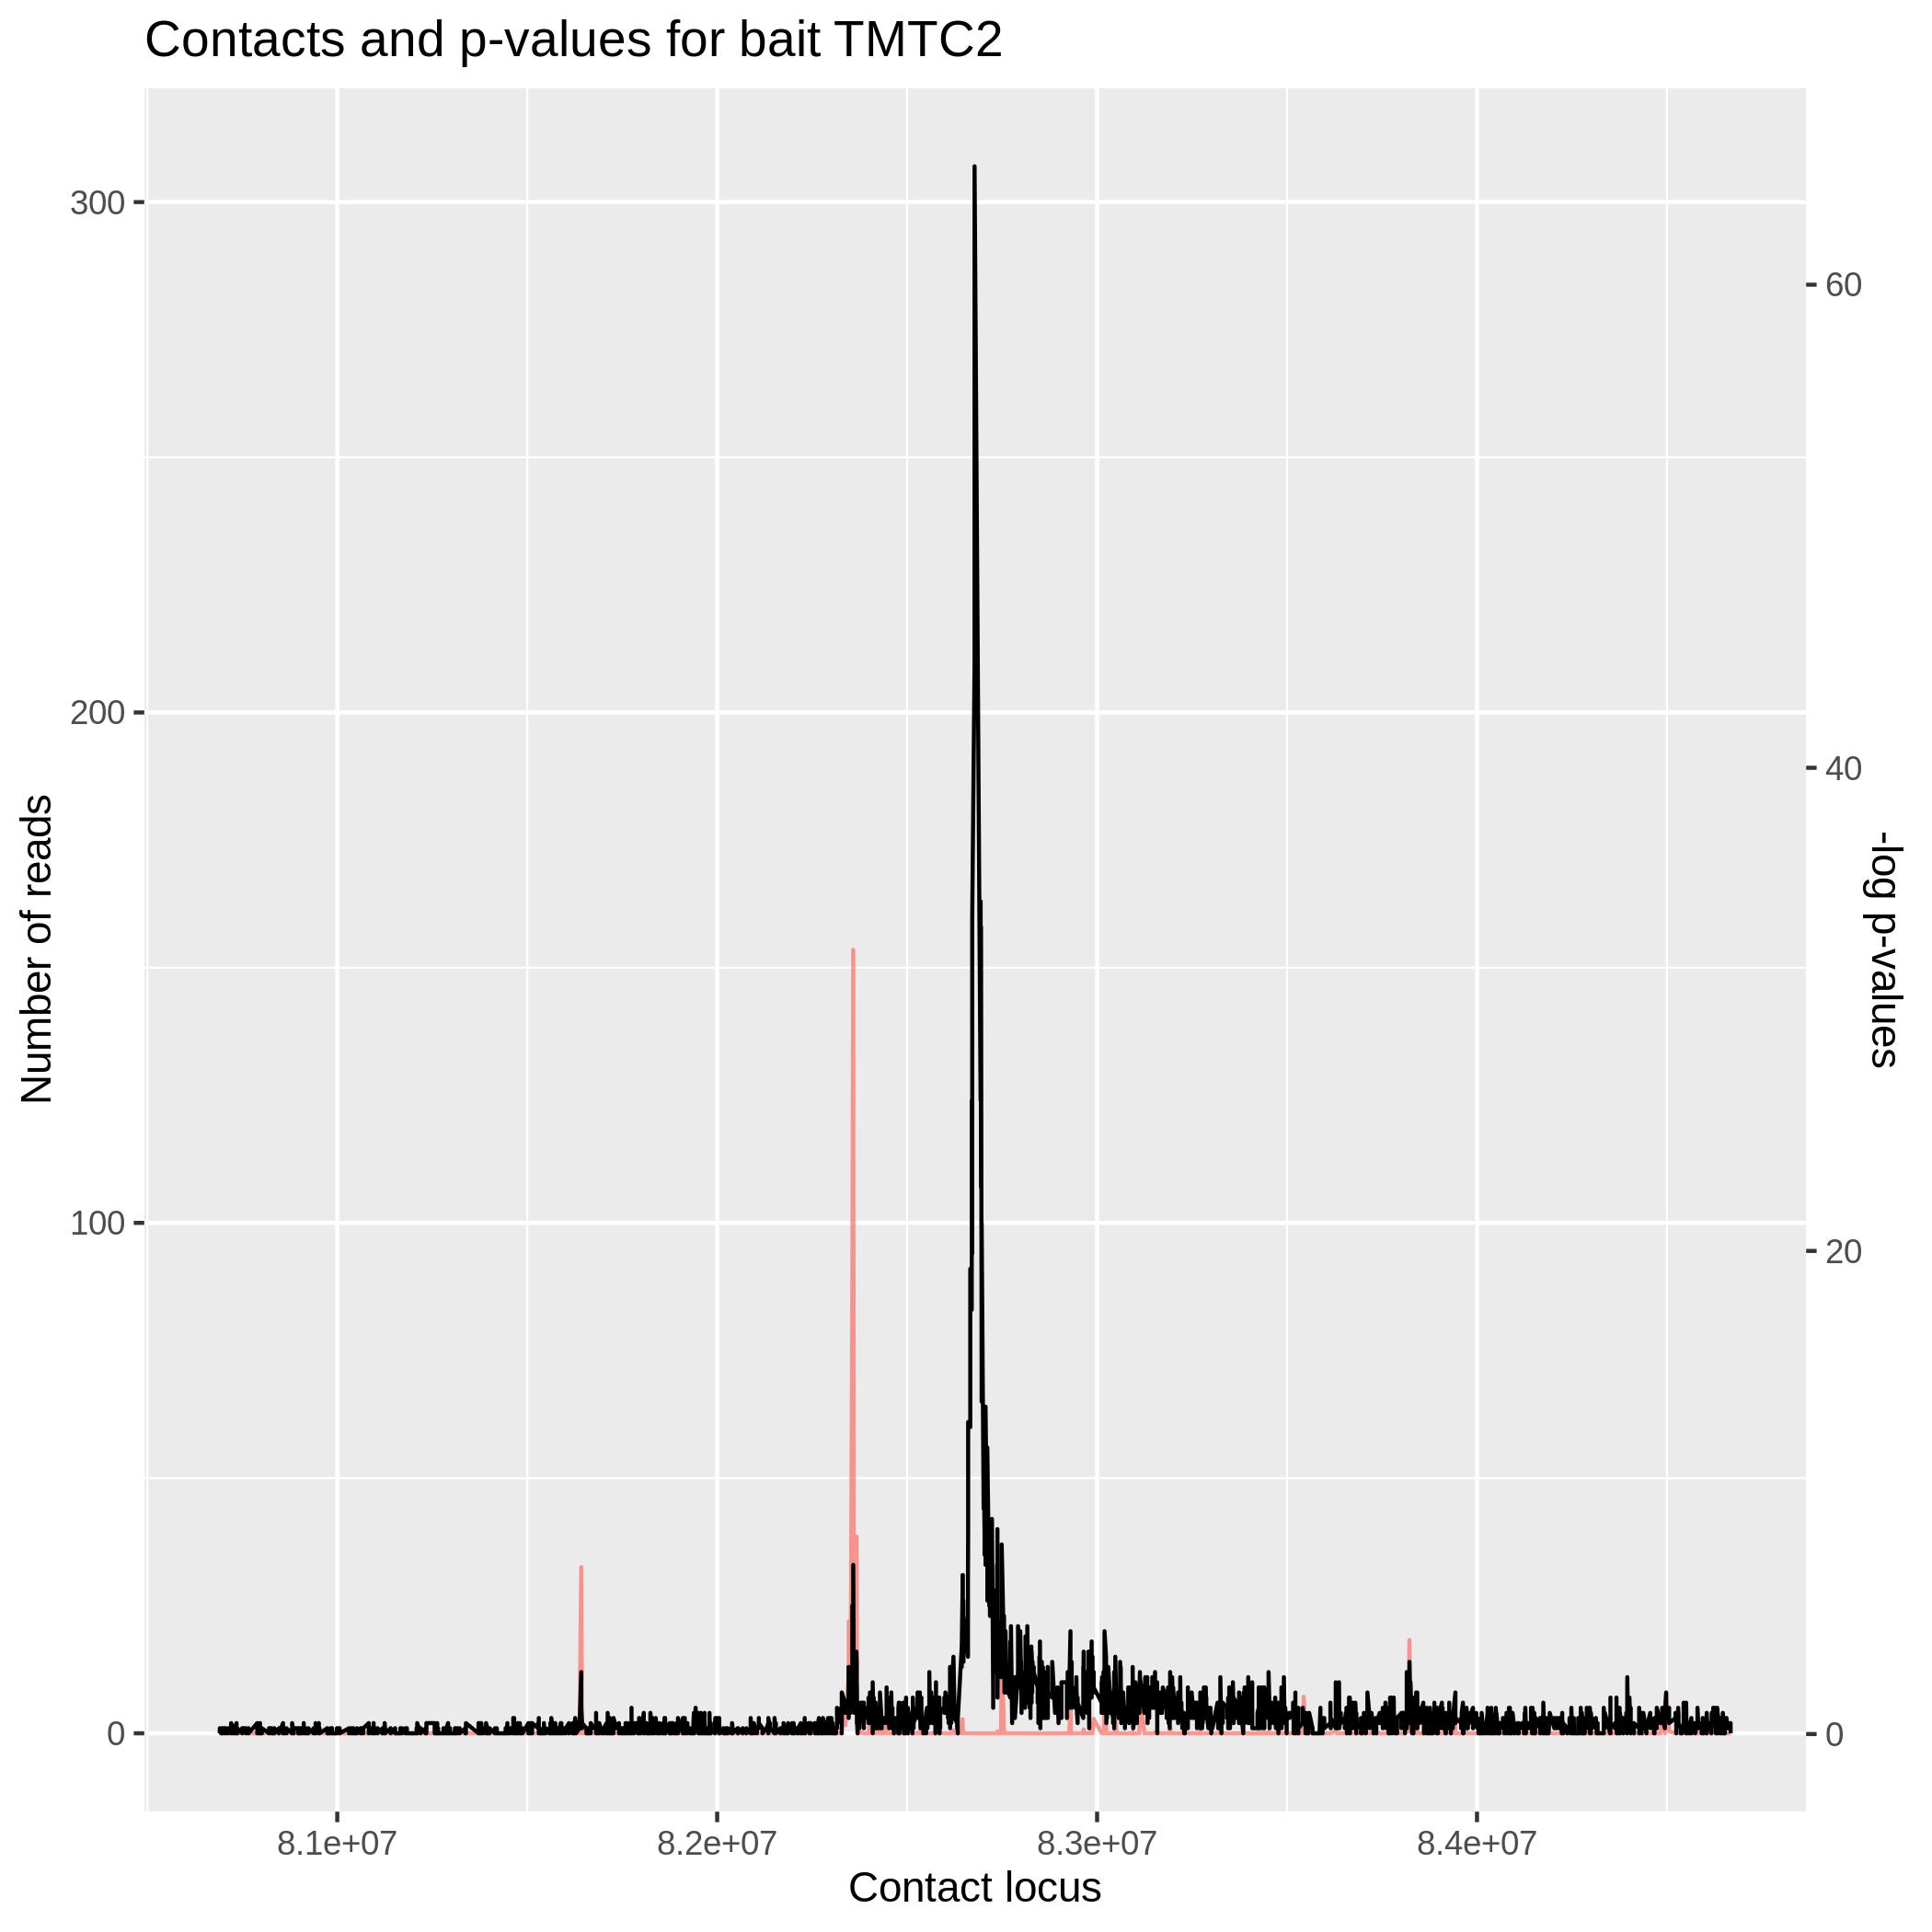 Contacts and p-values for bait TMTC2
300
200
100
0
60
40
20
0
Number of reads
-log p-values
8.1e+07
8.2e+07
8.3e+07
8.4e+07
Contact locus